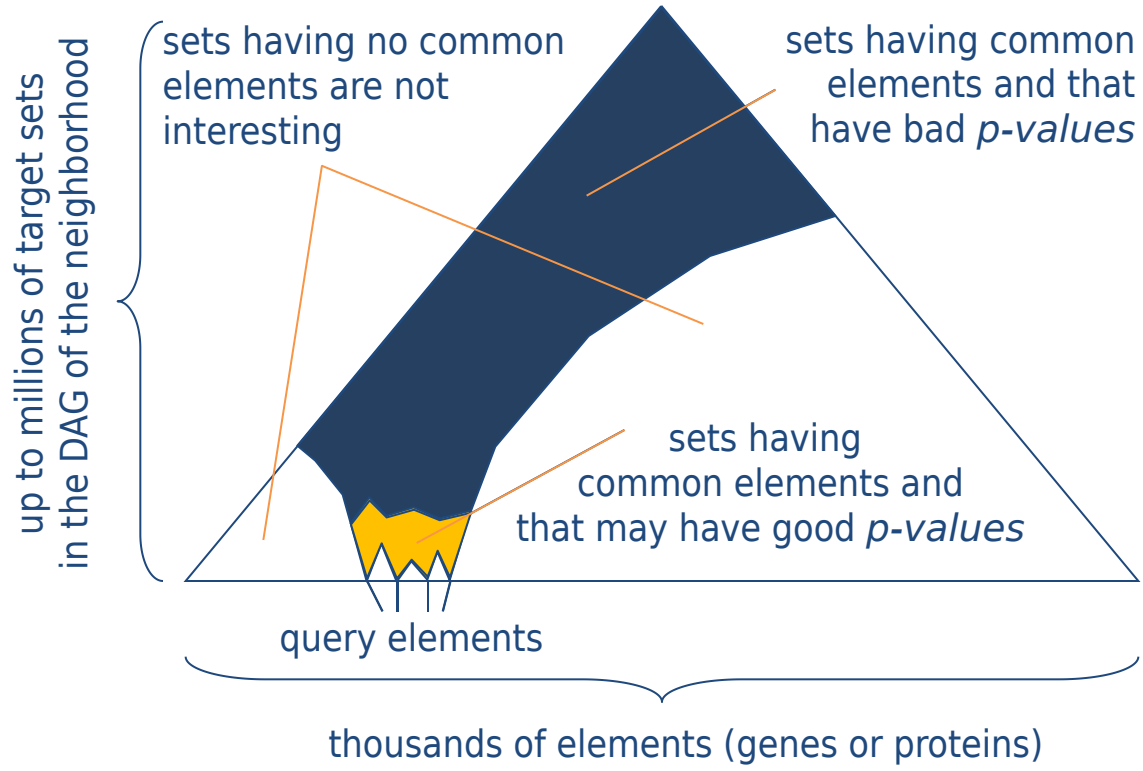 up to millions of target sets
in the DAG of the neighborhood
sets having no common
elements are not
interesting
sets having common
elements and that
have bad p-values
sets having
common elements and
that may have good p-values
query elements
thousands of elements (genes or proteins)